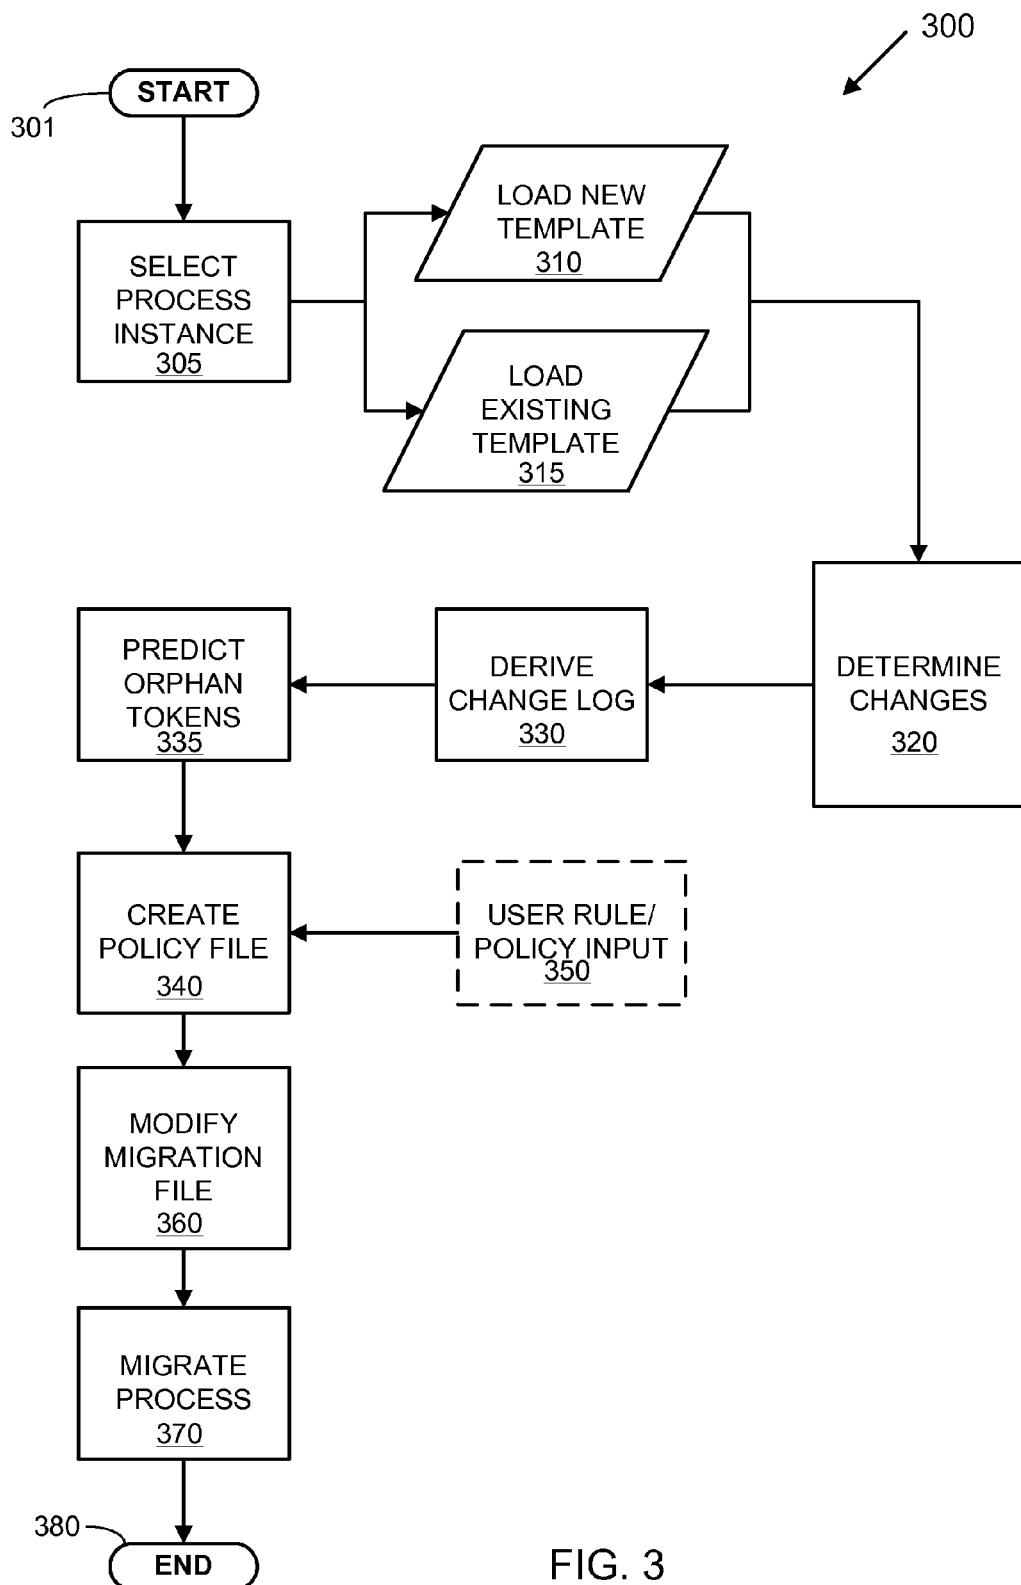 300
START
301
SELECT
PROCESS
INSTANCE
305
LOAD NEW
TEMPLATE
310
LOAD
EXISTING
TEMPLATE
315
DETERMINE
CHANGES
320
DERIVE
CHANGE LOG
330
PREDICT
ORPHAN
TOKENS
335
CREATE
POLICY FILE
340
USER RULE/
POLICY INPUT
350
MODIFY
MIGRATION
FILE
360
MIGRATE
PROCESS
370
380
END
FIG. 3